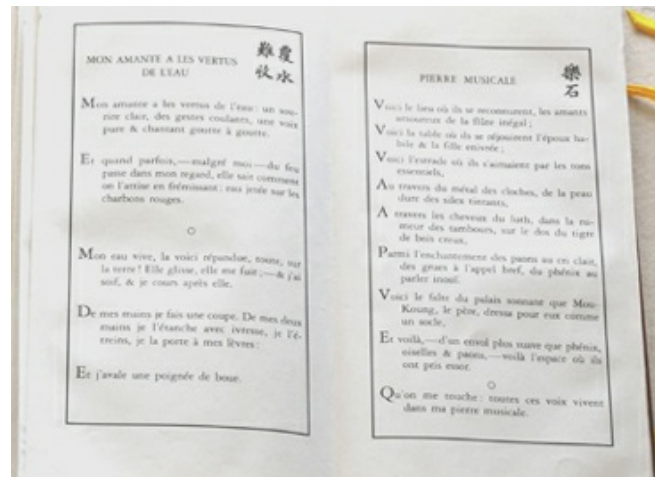 MON AMANTE A LES VERTUS
DE L'EAU
難覆
收水
Mon amante a les vertus de l'eau: un sou-
rire clair, des gestes coulants, une voix
pure & chantant goutte à goutte.
Et quand parfois,—malgré moi—du feu
passe dans mon regard, elle sait comment
on l'attise en frémissant: eau jetée sur les
charbons rouges.
Mon eau vive, la voici répandue, toute, sur
la terre! Elle glisse, elle me fuit;—& j'ai
soif, & je cours après elle.
De mes mains je fais une coupe. De mes deux
mains je l'étanche avec ivresse, je l'é-
treins, je la porte à mes lèvres:
Et j'avale une poignée de boue.
PIERRE MUSICALE
樂
石
Voici le lieu où ils se reconnurent, les amants
amoureux de la flûte inégal;
Voici la table où ils se réjouirent l'époux ha-
bile & la fille enivrée;
Voici l'estrade où ils s'aimaient par les tons
essentiels,
Au travers du métal des cloches, de la peau
dure des silex tintants,
A travers les cheveux du luth, dans la ru-
meur des tambours, sur le dos du tigre
de bois creux,
Parmi l'enchantement des paons au cri clair,
des grues à l'appel bref, du phénix au
parler inouï.
Voici le faîte du palais sonnant que Mou-
Koung, le père, dressa pour eux comme
un socle,
Et voilà,—d'un envol plus suave que phénix,
oiselles & paons,—voilà l'espace où ils
ont pris essor.
Qu'on me touche: toutes ces voix vivent
dans ma pierre musicale.